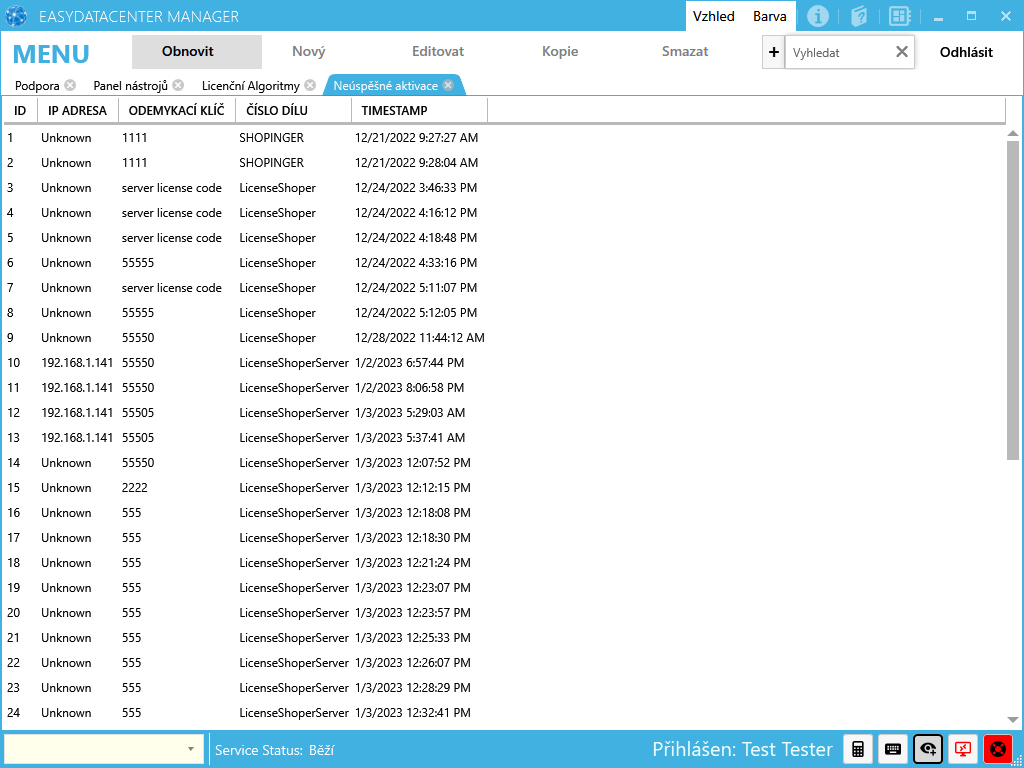 EASYDATACENTER MANAGER Vzhled Barva
MENU Obnovit Nový Editovat Kopie Smazat + Vyhledat Odhlásit
Podpora Panel nástrojů Licenční Algoritmy Neúspěšné aktivace
ID IP ADRESA ODEMYKACÍ KLÍČ ČÍSLO DÍLU TIMESTAMP
1 Unknown 1111 SHOPINGER 12/21/2022 9:27:27 AM
2 Unknown 1111 SHOPINGER 12/21/2022 9:28:04 AM
3 Unknown server license code LicenseShoper 12/24/2022 3:46:33 PM
4 Unknown server license code LicenseShoper 12/24/2022 4:16:12 PM
5 Unknown server license code LicenseShoper 12/24/2022 4:18:48 PM
6 Unknown 55555 LicenseShoper 12/24/2022 4:33:16 PM
7 Unknown server license code LicenseShoper 12/24/2022 5:11:07 PM
8 Unknown 55555 LicenseShoper 12/24/2022 5:12:05 PM
9 Unknown 55550 LicenseShoper 12/28/2022 11:44:12 AM
10 192.168.1.141 55550 LicenseShoperServer 1/2/2023 6:57:44 PM
11 192.168.1.141 55550 LicenseShoperServer 1/2/2023 8:06:58 PM
12 192.168.1.141 55505 LicenseShoperServer 1/3/2023 5:29:03 AM
13 192.168.1.141 55505 LicenseShoperServer 1/3/2023 5:37:41 AM
14 Unknown 55550 LicenseShoperServer 1/3/2023 12:07:52 PM
15 Unknown 2222 LicenseShoperServer 1/3/2023 12:12:15 PM
16 Unknown 555 LicenseShoperServer 1/3/2023 12:18:08 PM
17 Unknown 555 LicenseShoperServer 1/3/2023 12:18:30 PM
18 Unknown 555 LicenseShoperServer 1/3/2023 12:21:24 PM
19 Unknown 555 LicenseShoperServer 1/3/2023 12:23:07 PM
20 Unknown 555 LicenseShoperServer 1/3/2023 12:23:57 PM
21 Unknown 555 LicenseShoperServer 1/3/2023 12:25:33 PM
22 Unknown 555 LicenseShoperServer 1/3/2023 12:26:07 PM
23 Unknown 555 LicenseShoperServer 1/3/2023 12:28:29 PM
24 Unknown 555 LicenseShoperServer 1/3/2023 12:32:41 PM
Service Status: Běží Přihlášen: Test Tester